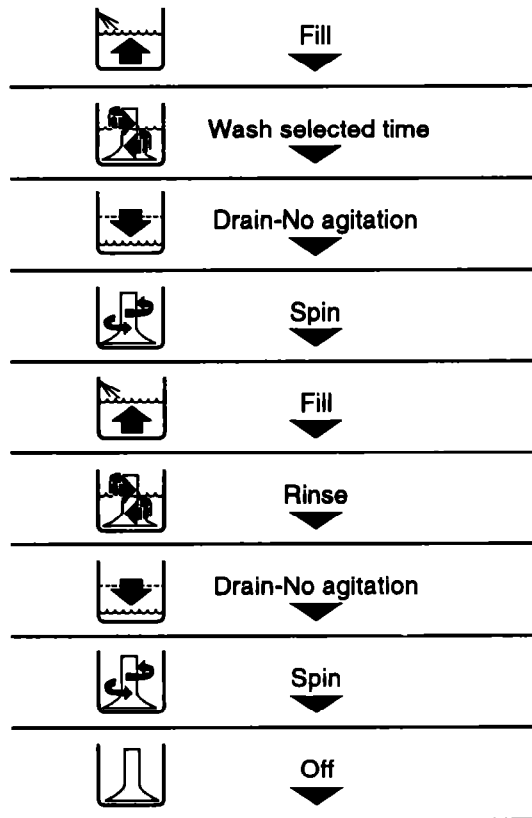 Fill
Wash selected time
Drain-No agitation
Spin
Fill
Rinse
Drain-No agitation
Spin
Off